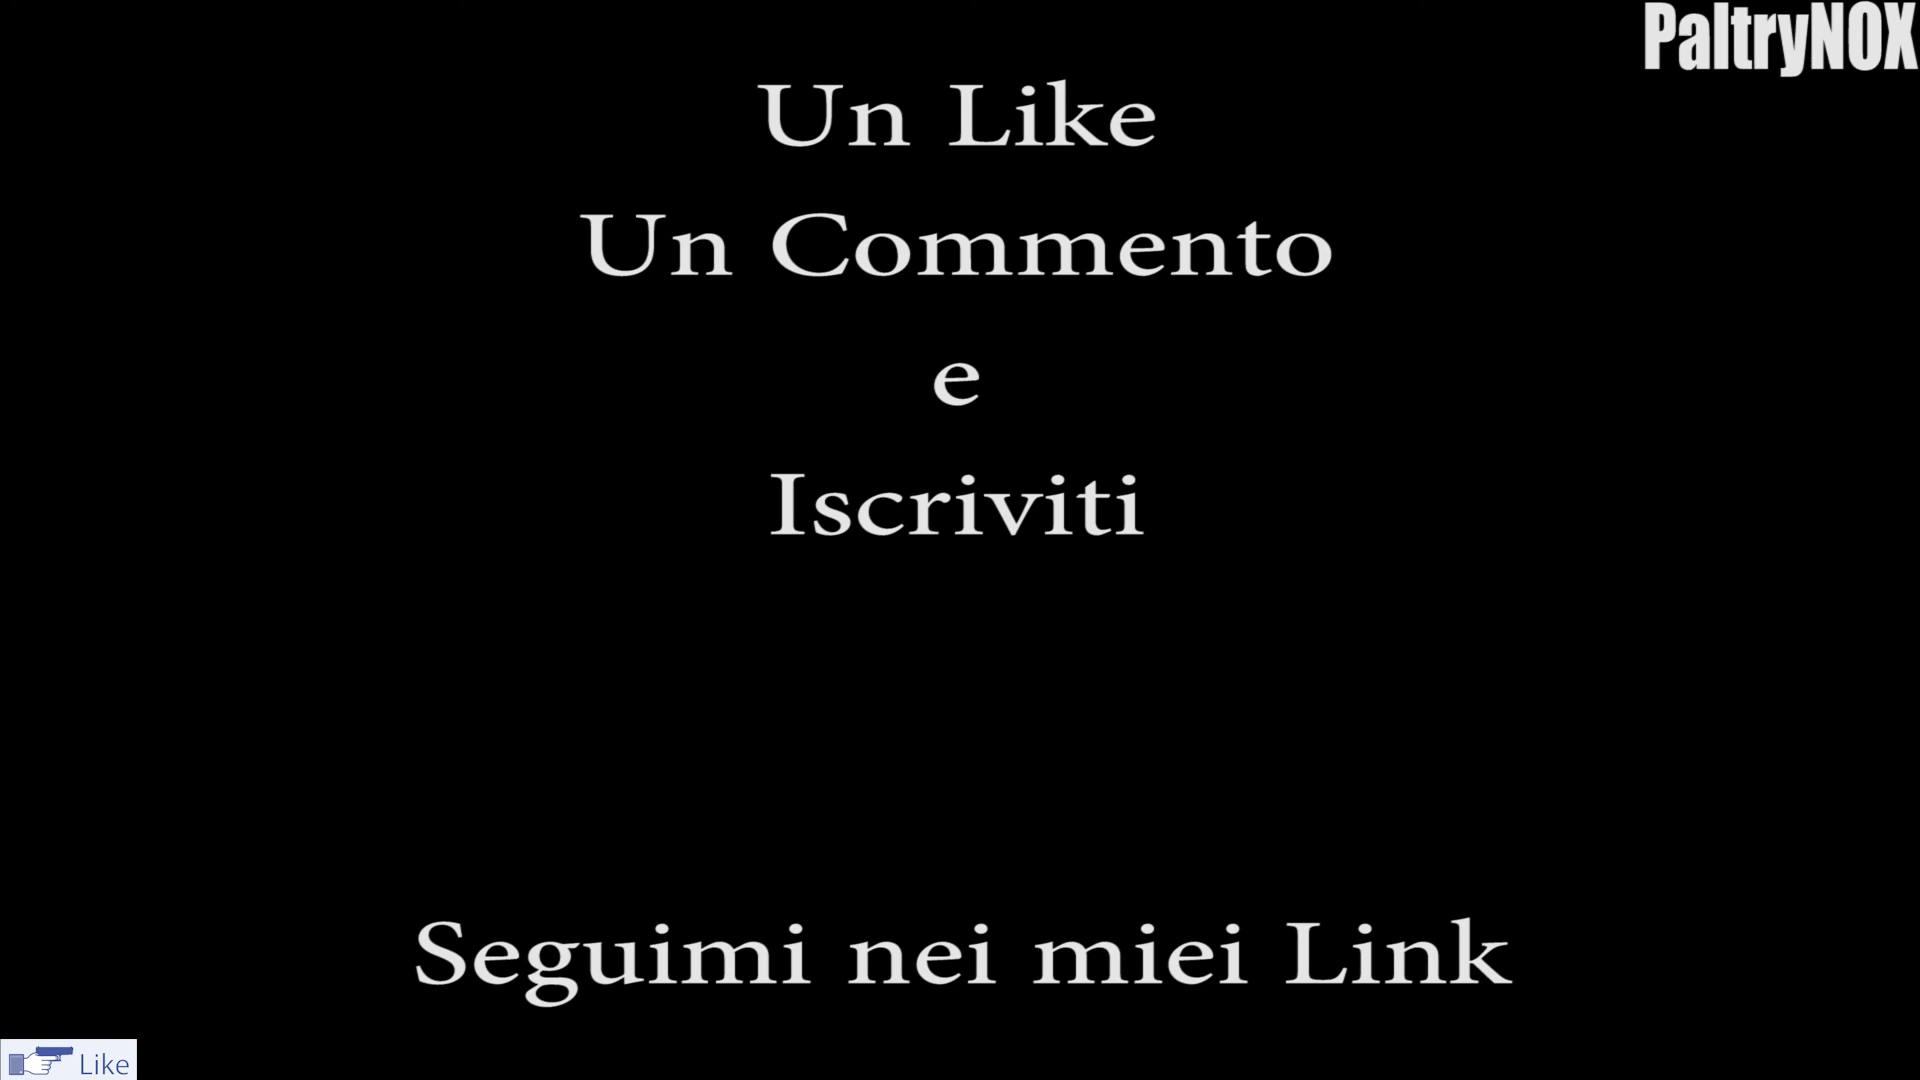 PaltryNOX
Un Like
Un Commento
e
Iscriviti
Seguimi nei miei Link
Like